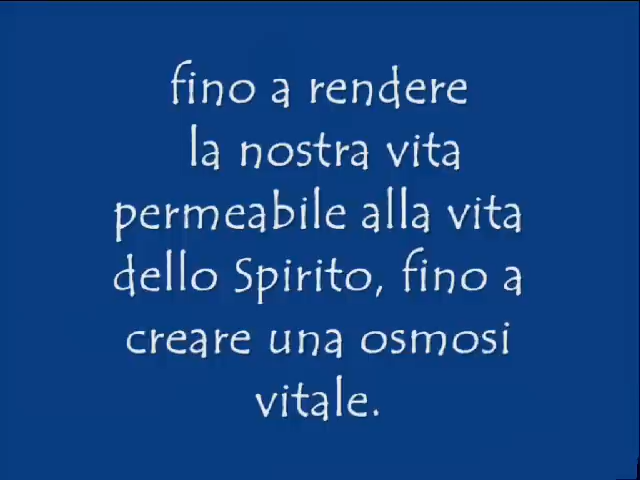 fino a rendere
la nostra vita
permeabile alla vita
dello Spirito, fino a
creare una osmosi
vitale.